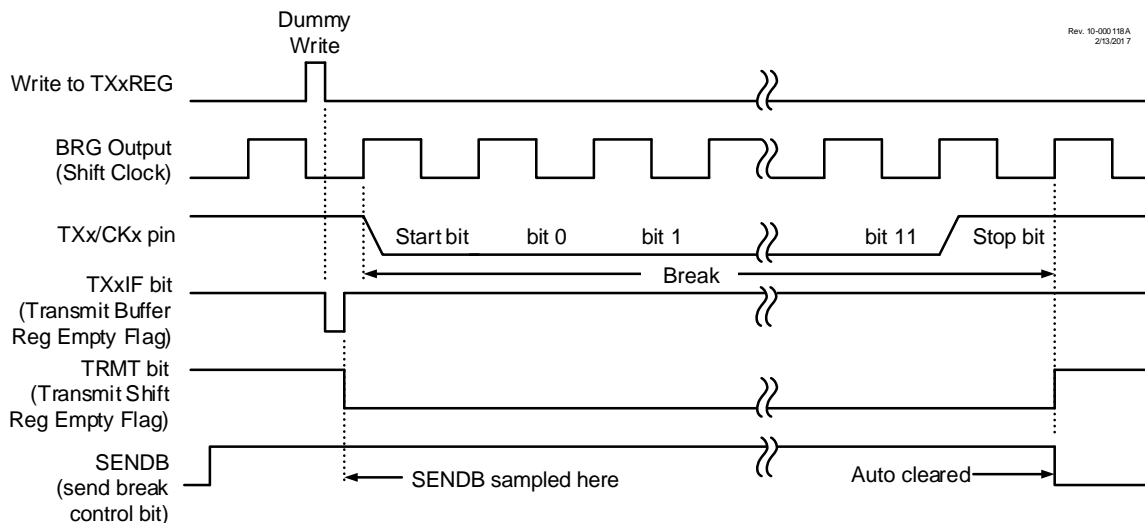 Dummy
Write
Rev. 10-000118A
2/13/2017
Write to TXxREG
BRG Output
(Shift Clock)
TXx/CKx pin
Start bit
bit 0
bit 1
bit 11
Stop bit
Break
TXxIF bit
(Transmit Buffer
Reg Empty Flag)
TRMT bit
(Transmit Shift
Reg Empty Flag)
SENDB
(send break
control bit)
SENDB sampled here
Auto cleared